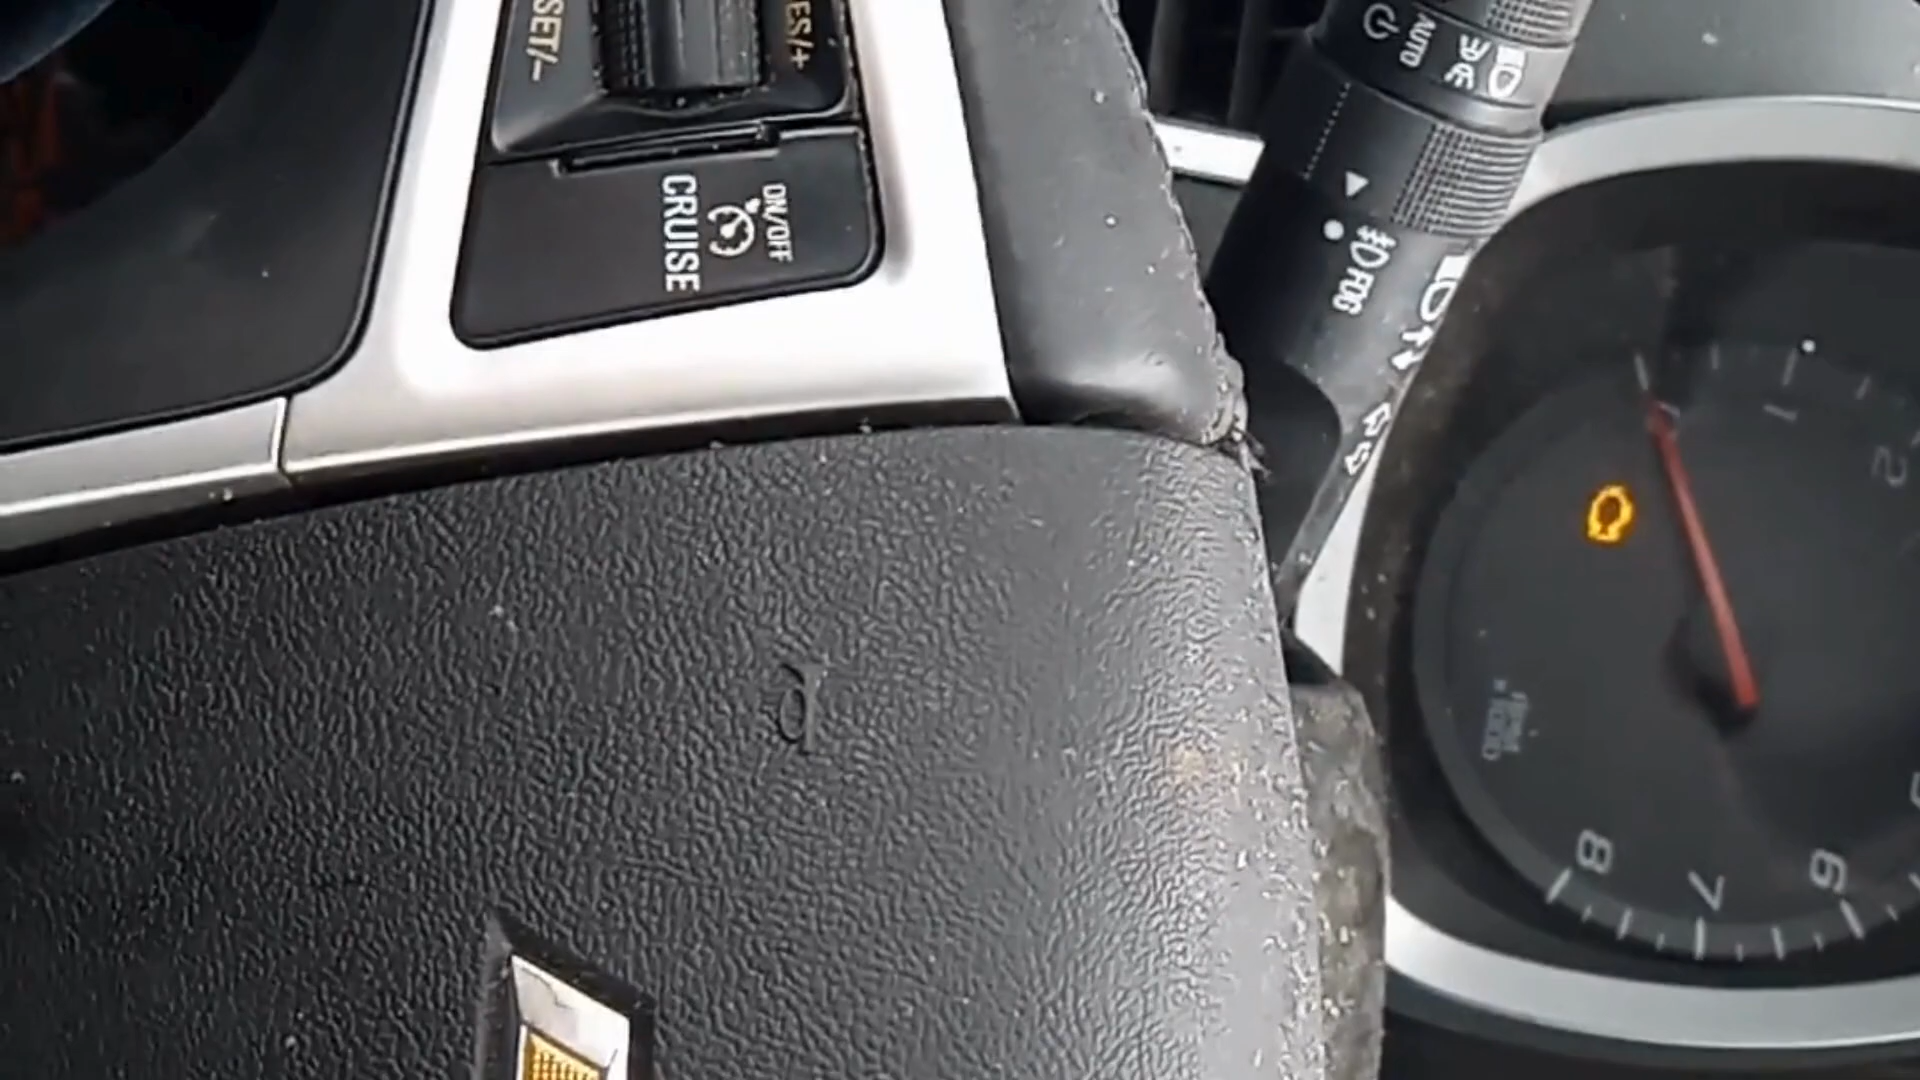 SET/-
ES/+
CRUISE
ON/OFF
AUTO
FOG
1
2
6
7
8